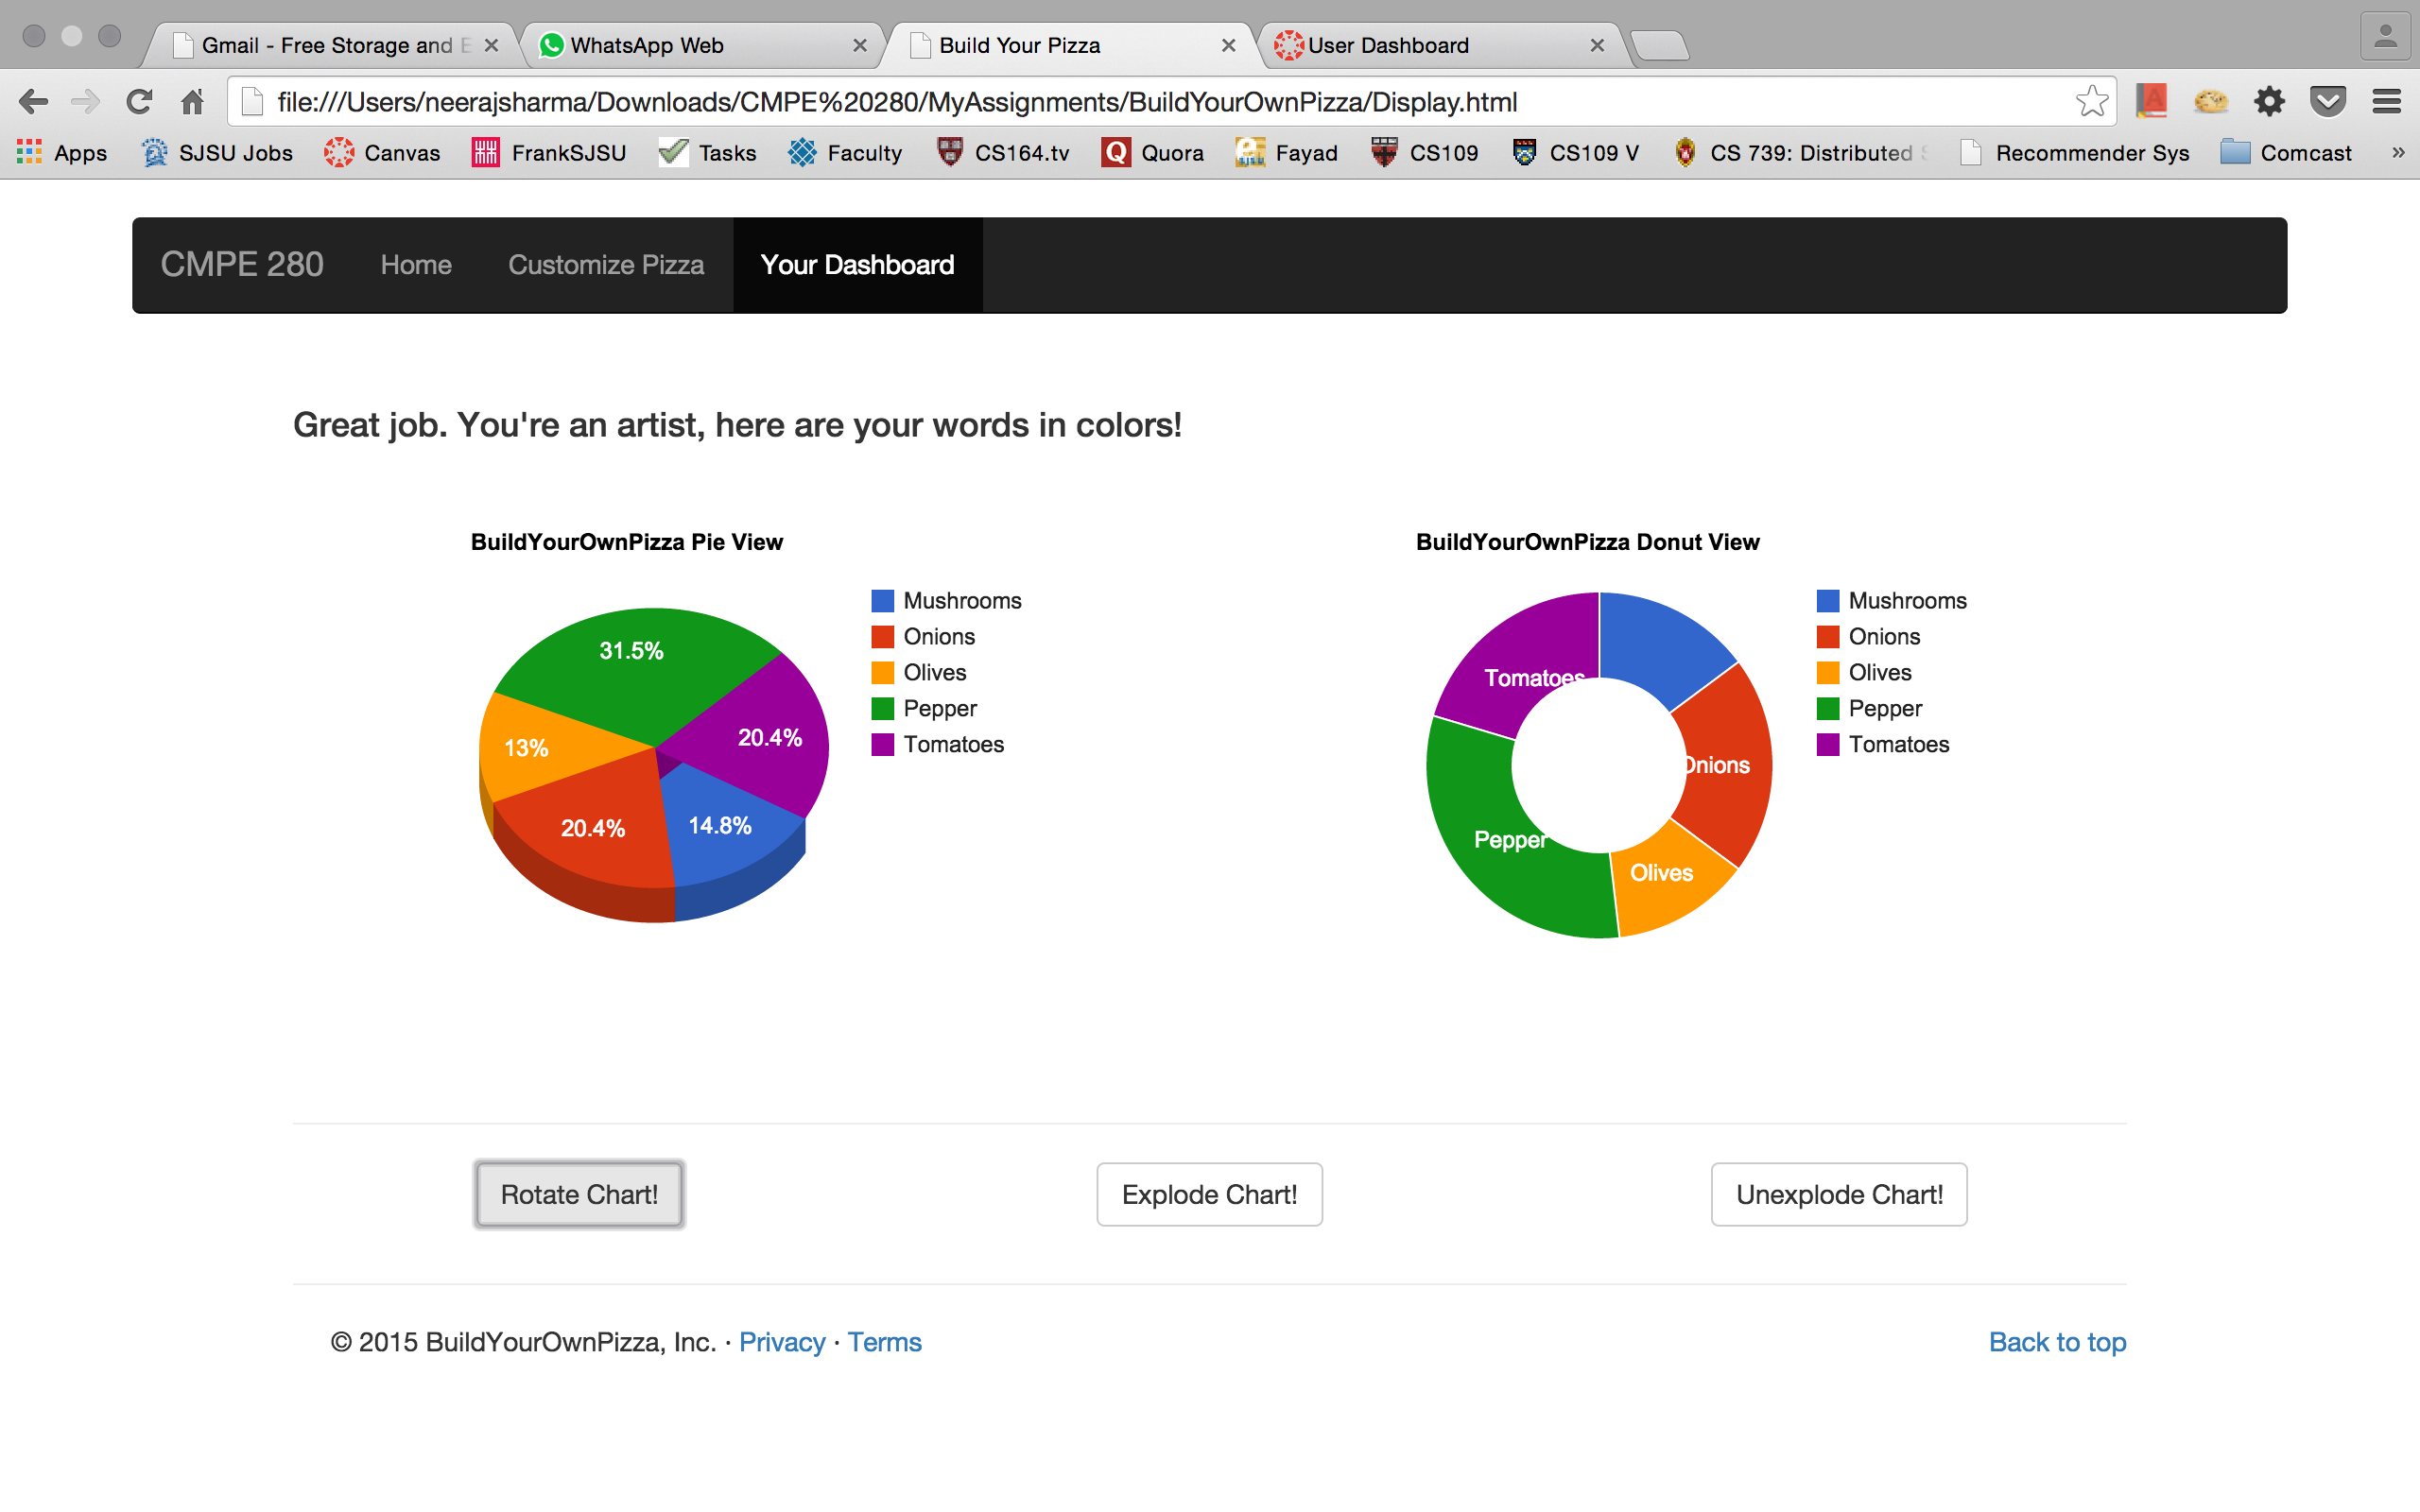 Gmail - Free Storage and E
WhatsApp Web
Build Your Pizza
User Dashboard
file:///Users/neerajsharma/Downloads/CMPE%20280/MyAssignments/BuildYourOwnPizza/Display.html
Apps SJSU Jobs Canvas FrankSJSU Tasks Faculty CS164.tv Quora Fayad CS109 CS109 V CS 739: Distributed S Recommender Sys Comcast »
CMPE 280 Home Customize Pizza Your Dashboard
Great job. You're an artist, here are your words in colors!
BuildYourOwnPizza Pie View
31.5%
20.4%
13%
20.4%
14.8%
Mushrooms
Onions
Olives
Pepper
Tomatoes
BuildYourOwnPizza Donut View
Tomatoes
Onions
Pepper
Olives
Mushrooms
Onions
Olives
Pepper
Tomatoes
Rotate Chart! Explode Chart! Unexplode Chart!
© 2015 BuildYourOwnPizza, Inc. · Privacy · Terms
Back to top